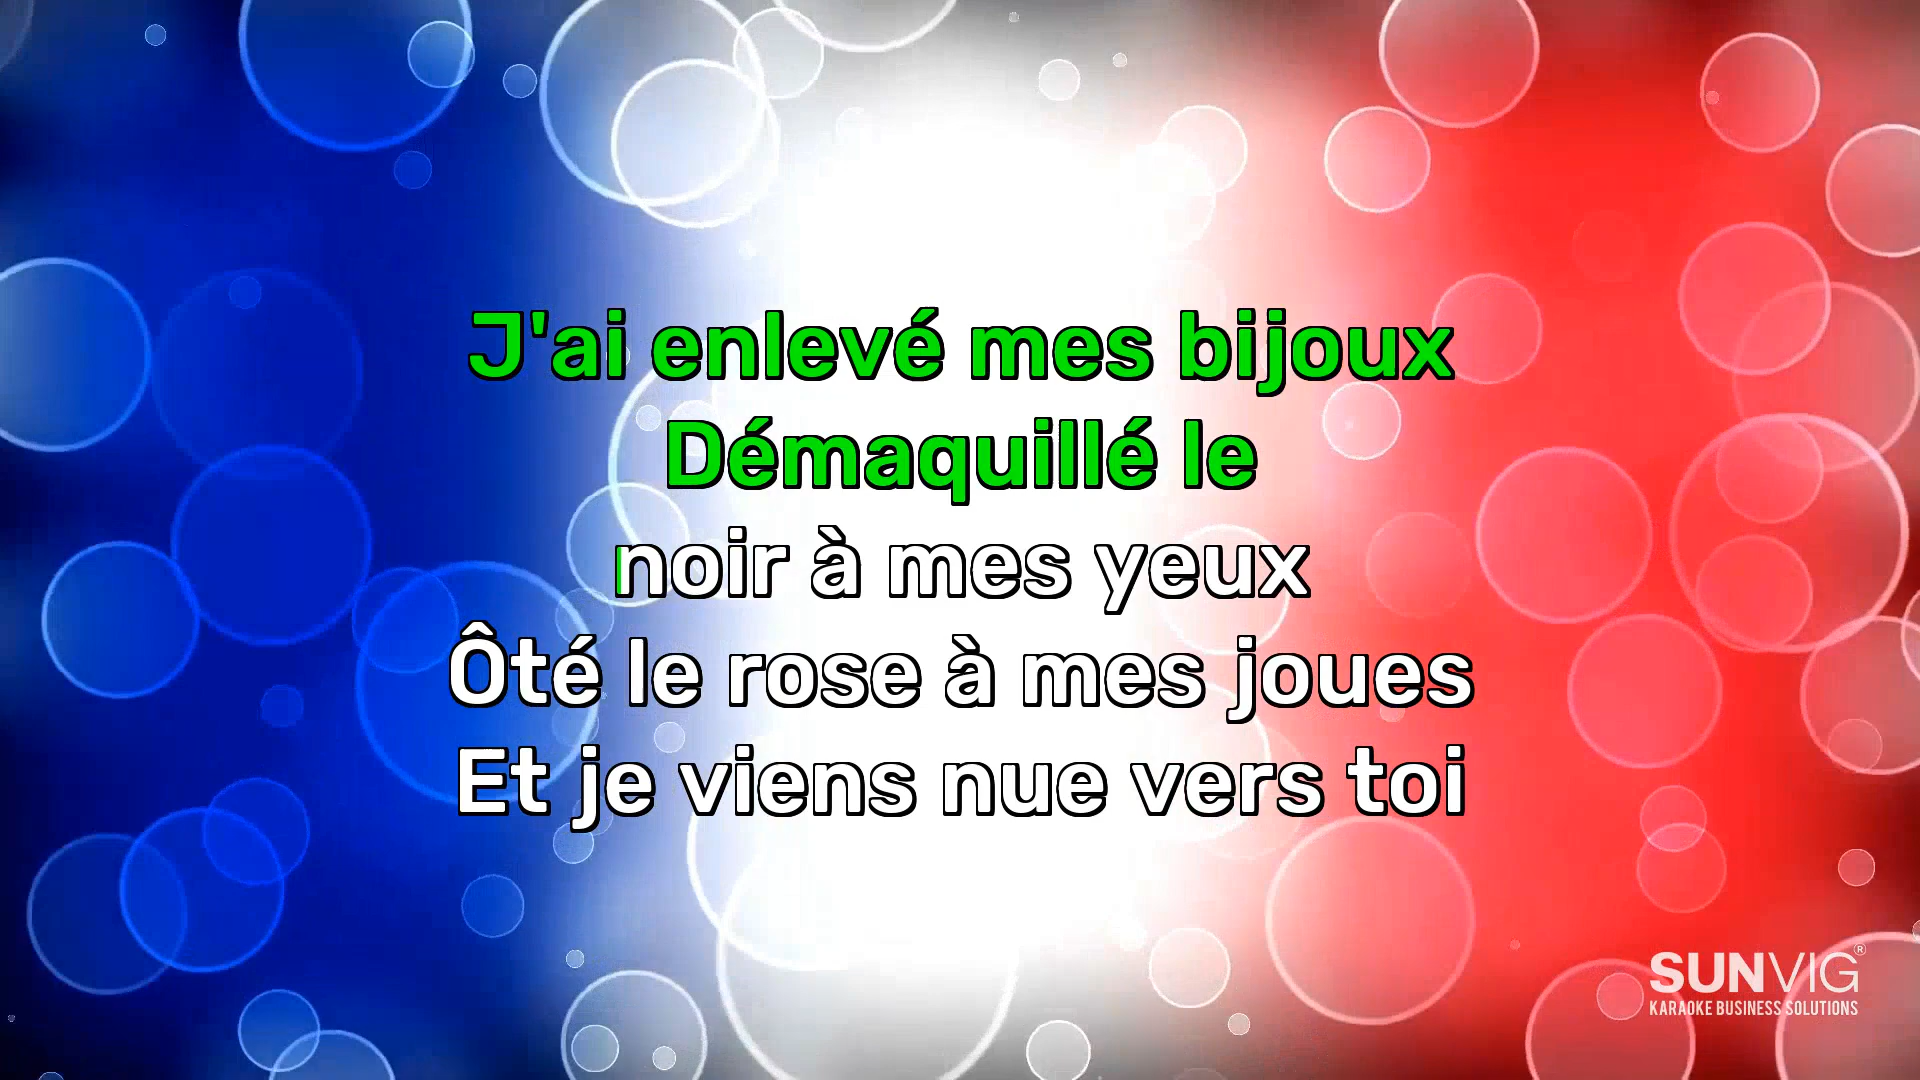 J'ai enlevé mes bijoux
Démaquillé le
noir à mes yeux
Ôté le rose à mes joues
Et je viens nue vers toi
SUNVIG®
KARAOKE BUSINESS SOLUTIONS